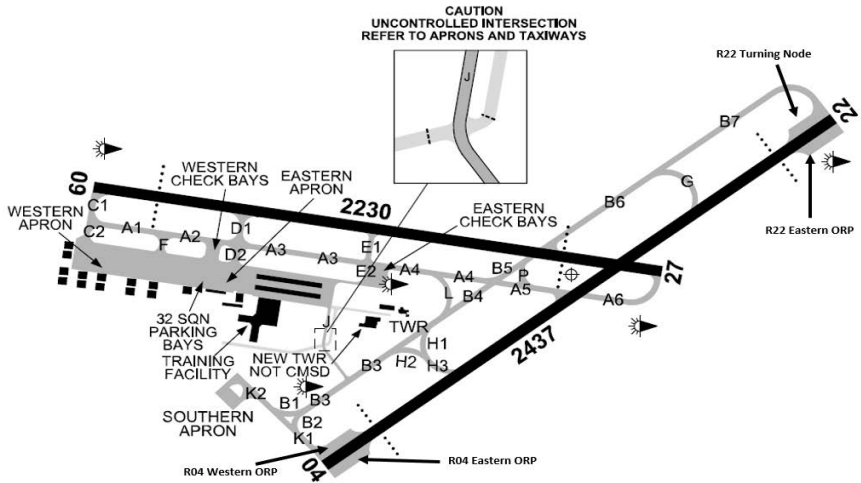 CAUTION
UNCONTROLLED INTERSECTION
REFER TO APRONS AND TAXIWAYS
J
R22 Turning Node
22
B7
R22 Eastern ORP
G
B6
WESTERN
CHECK BAYS
EASTERN
APRON
09
2230
EASTERN
CHECK BAYS
WESTERN
APRON
C1
C2
A1
F
A2
D1
D2
A3
A3
E1
E2
A4
A4
B5
P
A5
27
A6
L
B4
32 SQN
PARKING
BAYS
TRAINING
FACILITY
J
TWR
NEW TWR
NOT CMSD
H1
H2
H3
2437
B3
K2
B1
B3
SOUTHERN
APRON
B2
K1
04
R04 Western ORP
R04 Eastern ORP